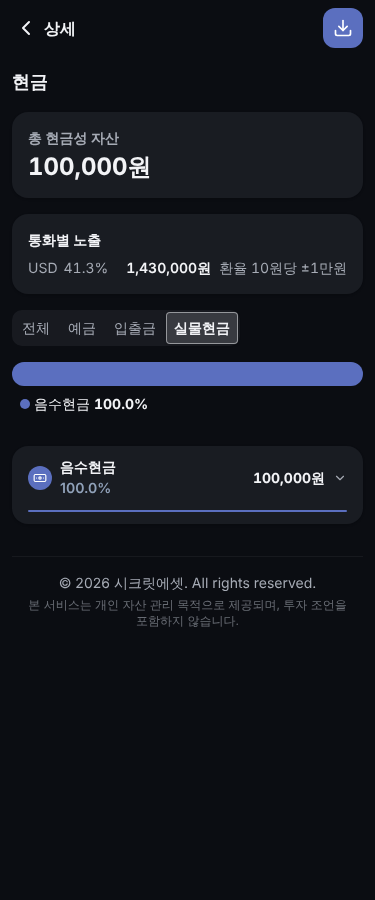 상세
현금
총 현금성 자산
100,000원
통화별 노출
USD 41.3% 1,430,000원 환율 10원당 ±1만원
전체 예금 입출금 실물현금
음수현금 100.0%
음수현금
100.0%
100,000원
© 2026 시크릿에셋. All rights reserved.
본 서비스는 개인 자산 관리 목적으로 제공되며, 투자 조언을
포함하지 않습니다.